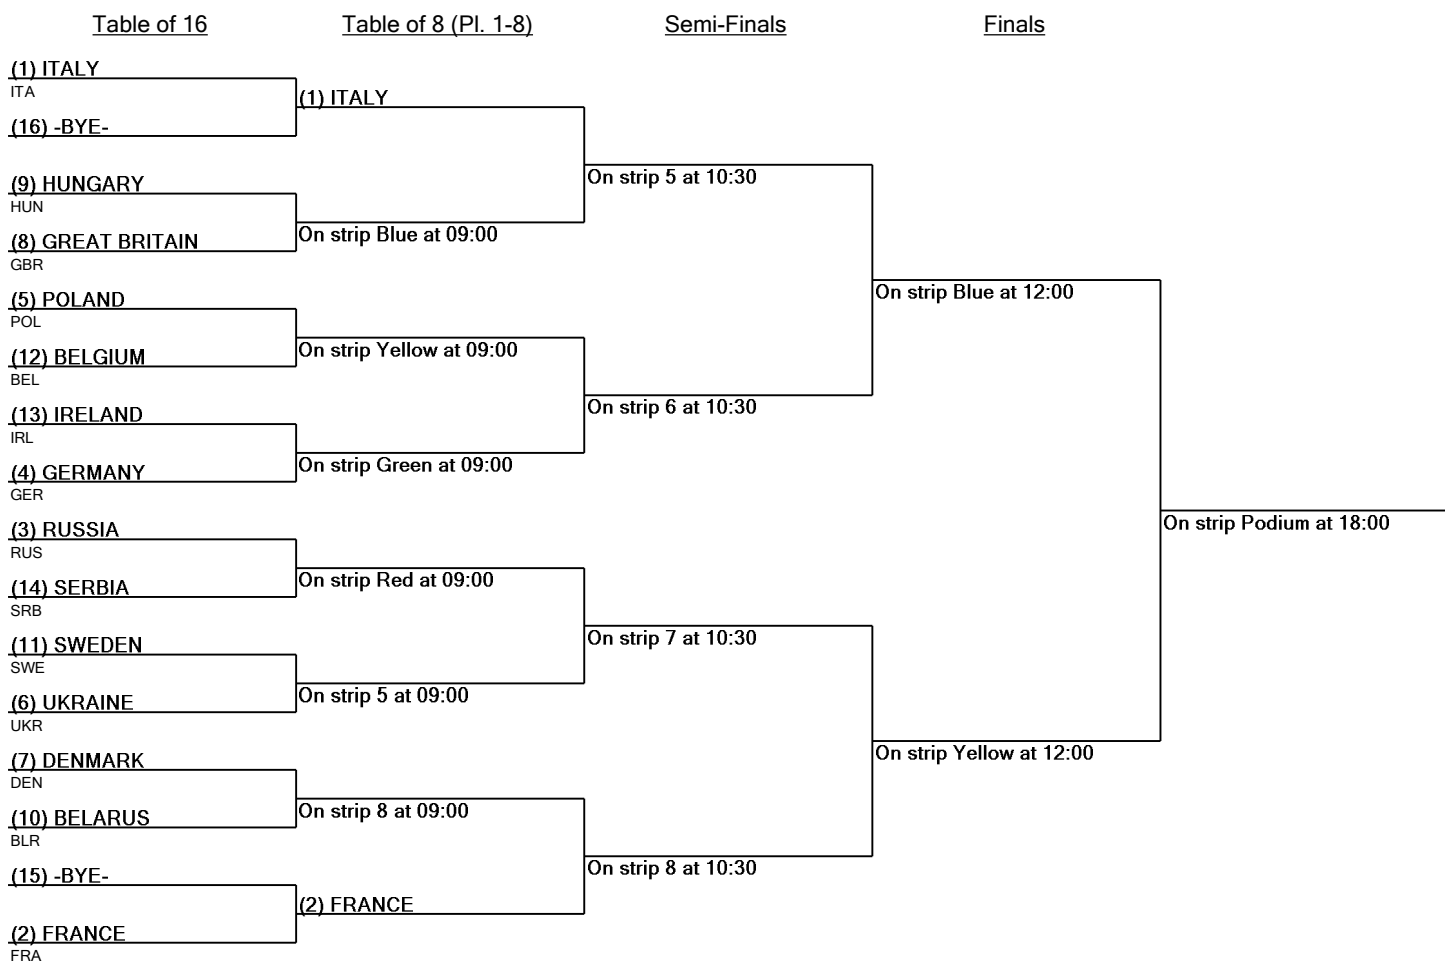 Table of 16
Table of 8 (Pl. 1-8)
Semi-Finals
Finals
(1) ITALY
ITA
(16) -BYE-
(9) HUNGARY
HUN
(8) GREAT BRITAIN
GBR
(5) POLAND
POL
(12) BELGIUM
BEL
(13) IRELAND
IRL
(4) GERMANY
GER
(3) RUSSIA
RUS
(14) SERBIA
SRB
(11) SWEDEN
SWE
(6) UKRAINE
UKR
(7) DENMARK
DEN
(10) BELARUS
BLR
(15) -BYE-
(2) FRANCE
FRA
(1) ITALY
On strip Blue at 09:00
On strip Yellow at 09:00
On strip Green at 09:00
On strip Red at 09:00
On strip 5 at 09:00
On strip 8 at 09:00
(2) FRANCE
On strip 5 at 10:30
On strip 6 at 10:30
On strip 7 at 10:30
On strip 8 at 10:30
On strip Blue at 12:00
On strip Yellow at 12:00
On strip Podium at 18:00